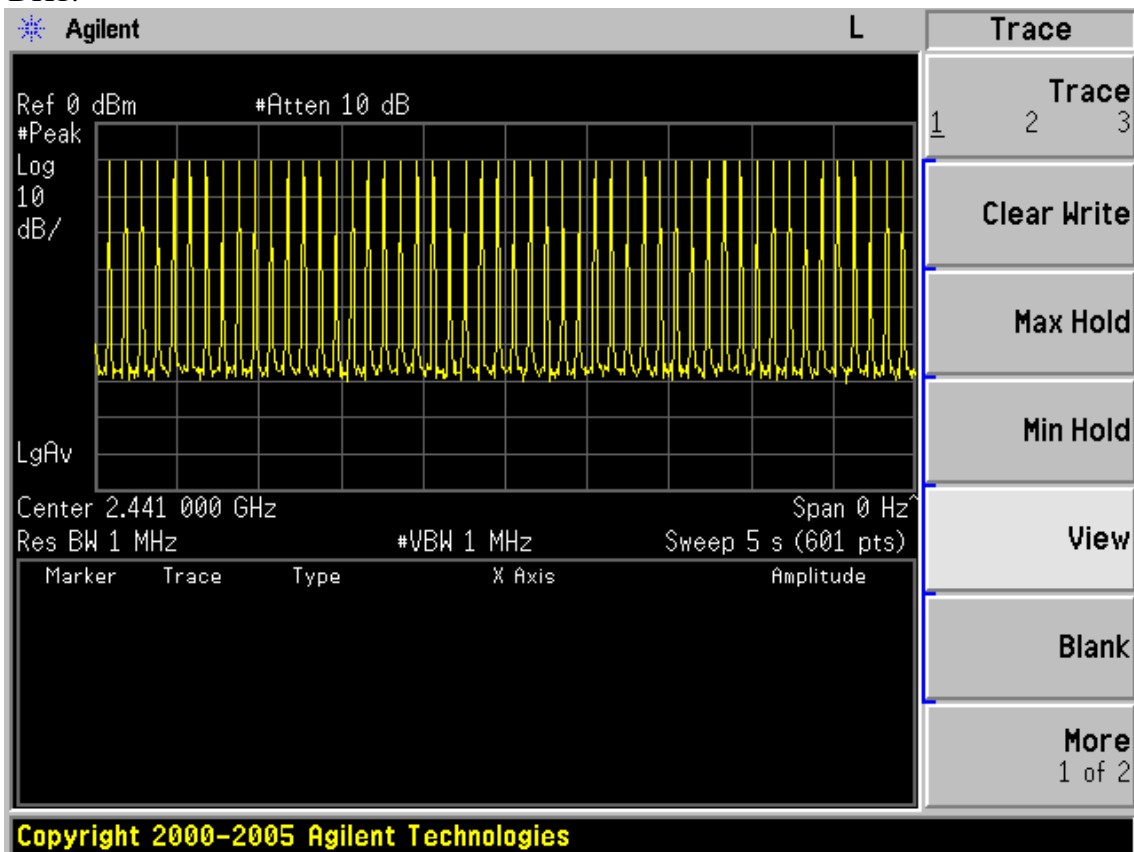 Agilent L Trace
Ref 0 dBm #Atten 10 dB
#Peak
Log
10
dB/
LgAv
Center 2.441 000 GHz Span 0 Hz^
Res BW 1 MHz #VBW 1 MHz Sweep 5 s (601 pts)
Marker Trace Type X Axis Amplitude
Trace
1 2 3
Clear Write
Max Hold
Min Hold
View
Blank
More
1 of 2
Copyright 2000-2005 Agilent Technologies